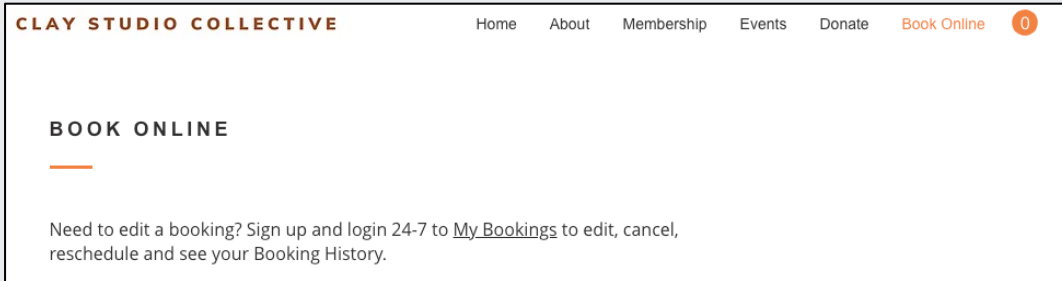 CLAY STUDIO COLLECTIVE Home About Membership Events Donate Book Online 0
BOOK ONLINE
Need to edit a booking? Sign up and login 24-7 to My Bookings to edit, cancel,
reschedule and see your Booking History.